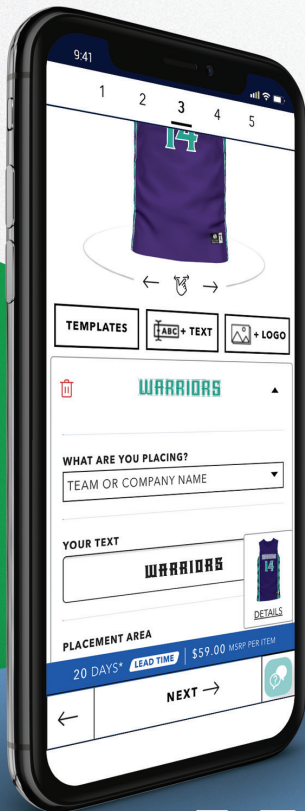 9:41
1 2 3 4 5
14
TEMPLATES
ABC + TEXT
+ LOGO
WARRIORS
WHAT ARE YOU PLACING?
TEAM OR COMPANY NAME
YOUR TEXT
WARRIORS
14
DETAILS
PLACEMENT AREA
20 DAYS* LEAD TIME | $59.00 MSRP PER ITEM
← NEXT →